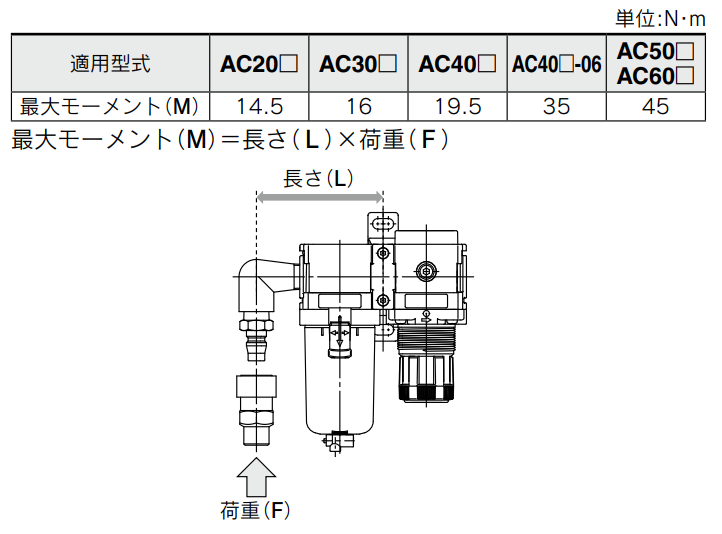 単位:N・m
適用型式 AC20□ AC30□ AC40□ AC40□-06 AC50□ AC60□
最大モーメント(M) 14.5 16 19.5 35 45
最大モーメント(M)=長さ(L)×荷重(F)
長さ(L)
荷重(F)